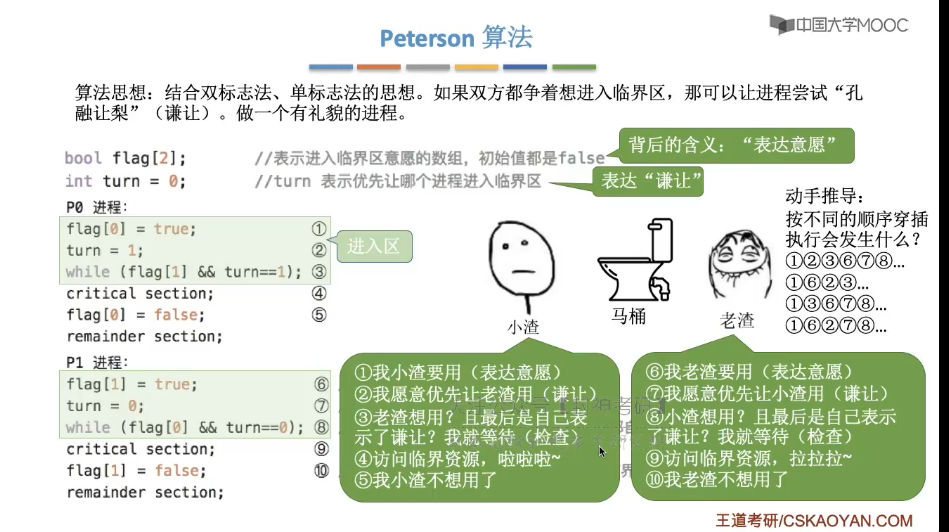 中国大学MOOC
Peterson 算法
算法思想：结合双标志法、单标志法的思想。如果双方都争着想进入临界区，那可以让进程尝试“孔
融让梨”（谦让）。做一个有礼貌的进程。
bool flag[2]; //表示进入临界区意愿的数组，初始值都是false
int turn = 0; //turn 表示优先让哪个进程进入临界区
背后的含义：“表达意愿”
表达“谦让”
P0 进程：
flag[0] = true; ①
turn = 1; ②
while (flag[1] && turn==1); ③
critical section; ④
flag[0] = false; ⑤
remainder section;
进入区
P1 进程：
flag[1] = true; ⑥
turn = 0; ⑦
while (flag[0] && turn==0); ⑧
critical section; ⑨
flag[1] = false; ⑩
remainder section;
小渣
马桶
老渣
动手推导：
按不同的顺序穿插
执行会发生什么？
①②③⑥⑦⑧...
①⑥②③...
①③⑥⑦⑧...
①⑥②⑦⑧...
①我小渣要用（表达意愿）
②我愿意优先让老渣用（谦让）
③老渣想用？且最后是自己表
示了谦让？我就等待（检查）
④访问临界资源，啦啦啦~
⑤我小渣不想用了
⑥我老渣要用（表达意愿）
⑦我愿意优先让小渣用（谦让）
⑧小渣想用？且最后是自己表示
了谦让？我就等待（检查）
⑨访问临界资源，拉拉拉~
⑩我老渣不想用了
王道考研/CSKAOYAN.COM